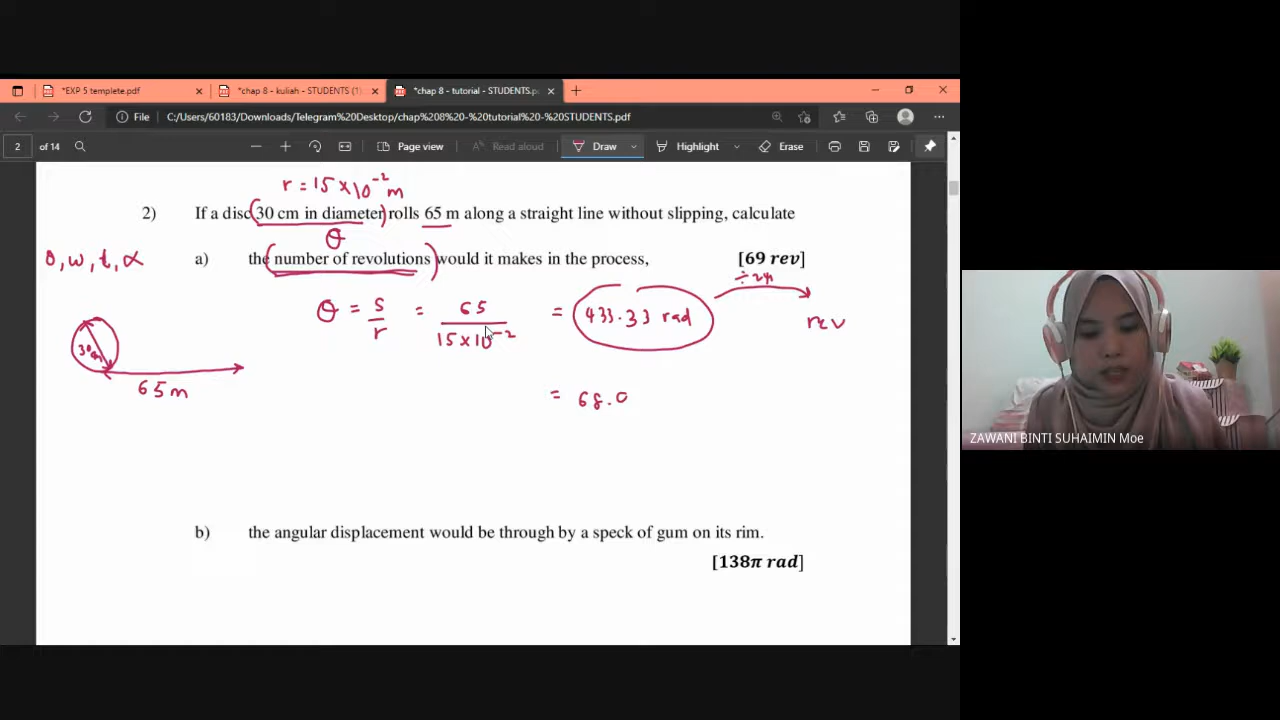 *EXP 5 templete.pdf
*chap 8 - kuliah - STUDENTS (1)
*chap 8 - tutorial - STUDENTS.p
File C:/Users/60183/Downloads/Telegram%20Desktop/chap%208%20-%20tutorial%20-%20STUDENTS.pdf
2 of 14 Page view Read aloud Draw Highlight Erase
r = 15 × 10⁻² m
2) If a disc (30 cm in diameter) rolls 65 m along a straight line without slipping, calculate
θ
θ, ω, t, α
a) the (number of revolutions) would it makes in the process, [69 rev]
÷ 2π
θ = s/r = 65/15×10⁻² = 433.33 rad rev
30cm
65 m
= 68.9
b) the angular displacement would be through by a speck of gum on its rim.
[138π rad]
ZAWANI BINTI SUHAIMIN Moe